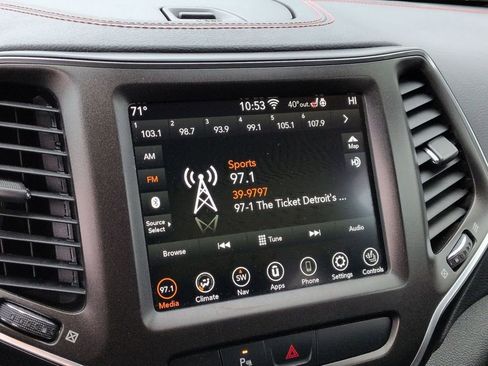 71° 10:53 40° out. HI
1 2 3 4 5 6
103.1 98.7 93.9 99.1 105.1 107.9
AM
Map
Sports
FM 97.1
39-9797
97-1 The Ticket Detroit's ...
Source
Select
Browse Tune Audio
97.1 SW
Media Climate Nav Apps Phone Settings Controls
P